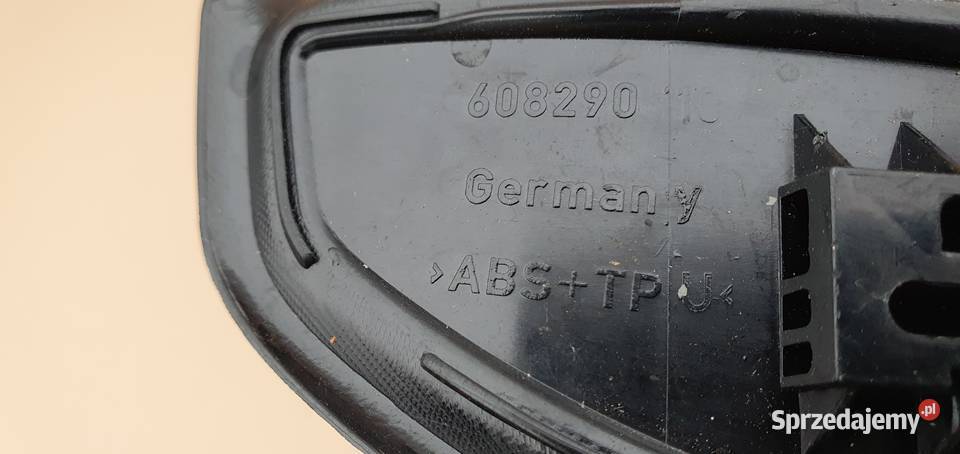 608290
Germany
>ABS+TPU<
Sprzedajemy.pl